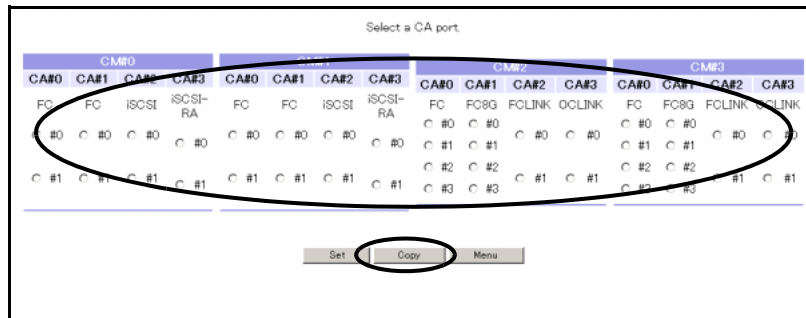 Select a CA port.
CM#0 CM#1 CM#2 CM#3
CA#0 CA#1 CA#2 CA#3 CA#0 CA#1 CA#2 CA#3 CA#0 CA#1 CA#2 CA#3 CA#0 CA#1 CA#2 CA#3
FC FC iSCSI iSCSI-RA FC FC iSCSI iSCSI-RA FC FC8G FCLINK OCLINK FC FC8G FCLINK OCLINK
#0 #0 #0 #0 #0 #0 #0 #0 #0 #0 #0 #0 #0 #0 #0 #0
#1 #1 #1 #1
#2 #2 #2 #2
#1 #1 #1 #1 #1 #1 #1 #1 #1 #1 #1 #1
#3 #3 #3 #3
Set Copy Menu